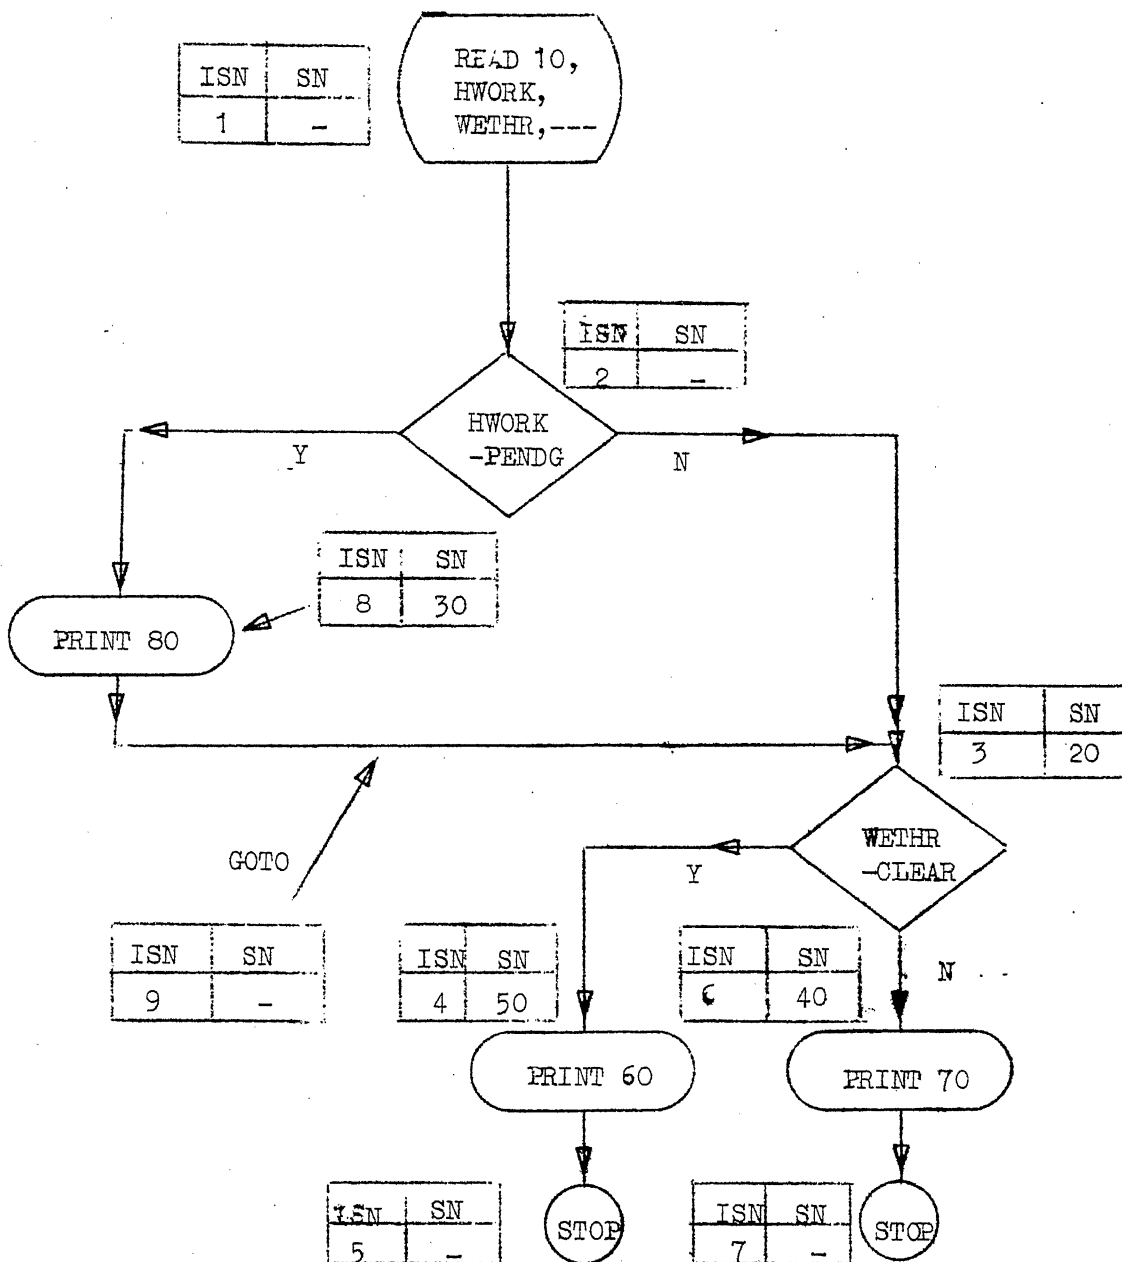 ISN SN
1 -
READ 10,
HWORK,
WETHR,---
ISN SN
2 -
HWORK
-PENDG
Y
N
ISN SN
8 30
PRINT 80
ISN SN
3 20
WETHR
-CLEAR
Y
N
GOTO
ISN SN
9 -
ISN SN
4 50
ISN SN
6 40
PRINT 60
PRINT 70
ISN SN
5 -
STOP
ISN SN
7 -
STOP